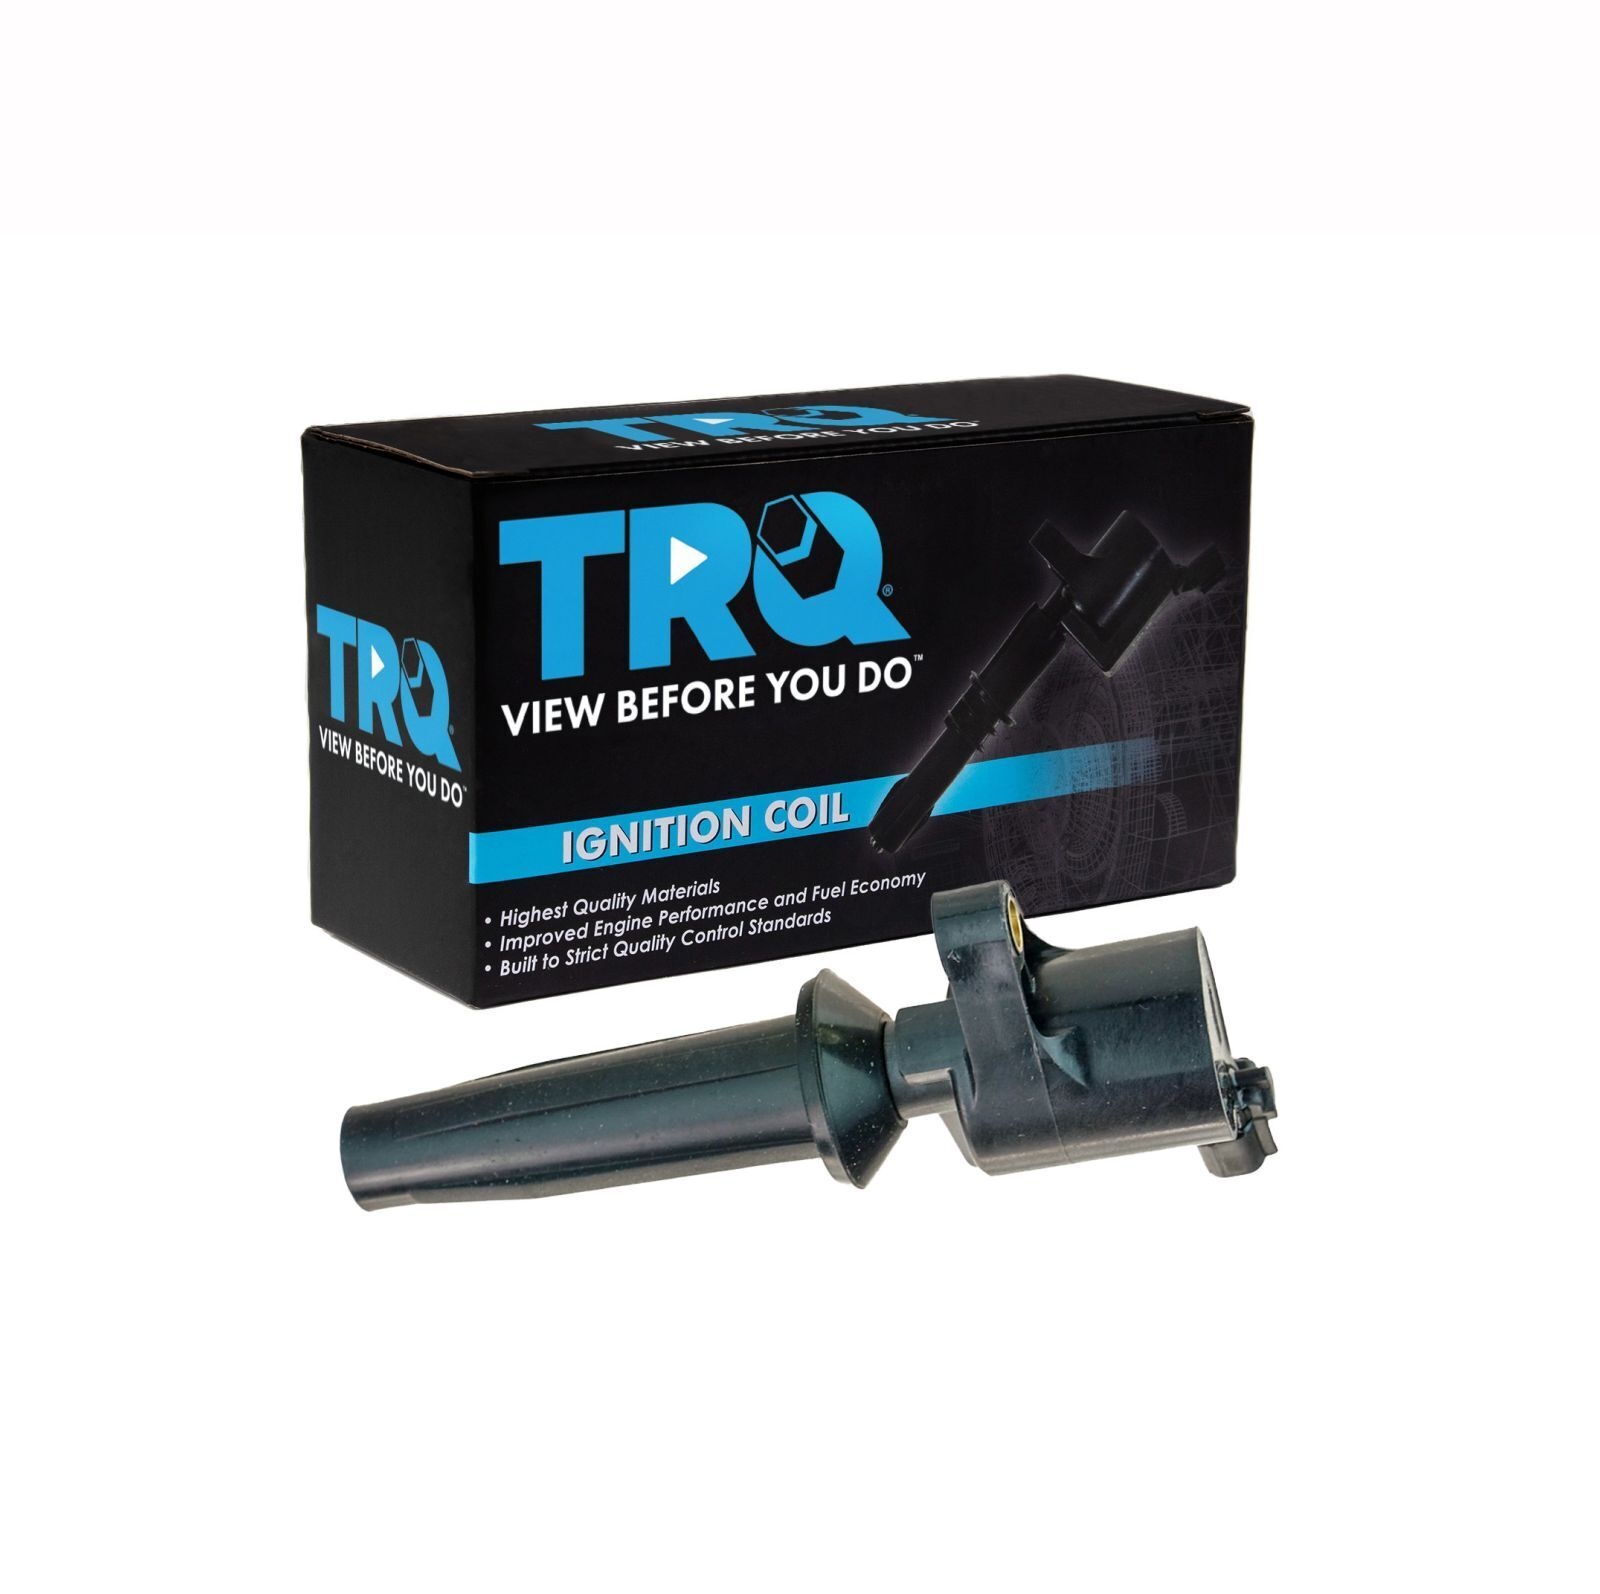 TRQ
VIEW BEFORE YOU DO™
TRQ®
VIEW BEFORE YOU DO™
TRQ®
VIEW BEFORE YOU DO™
IGNITION COIL
• Highest Quality Materials
• Improved Engine Performance and Fuel Economy
• Built to Strict Quality Control Standards